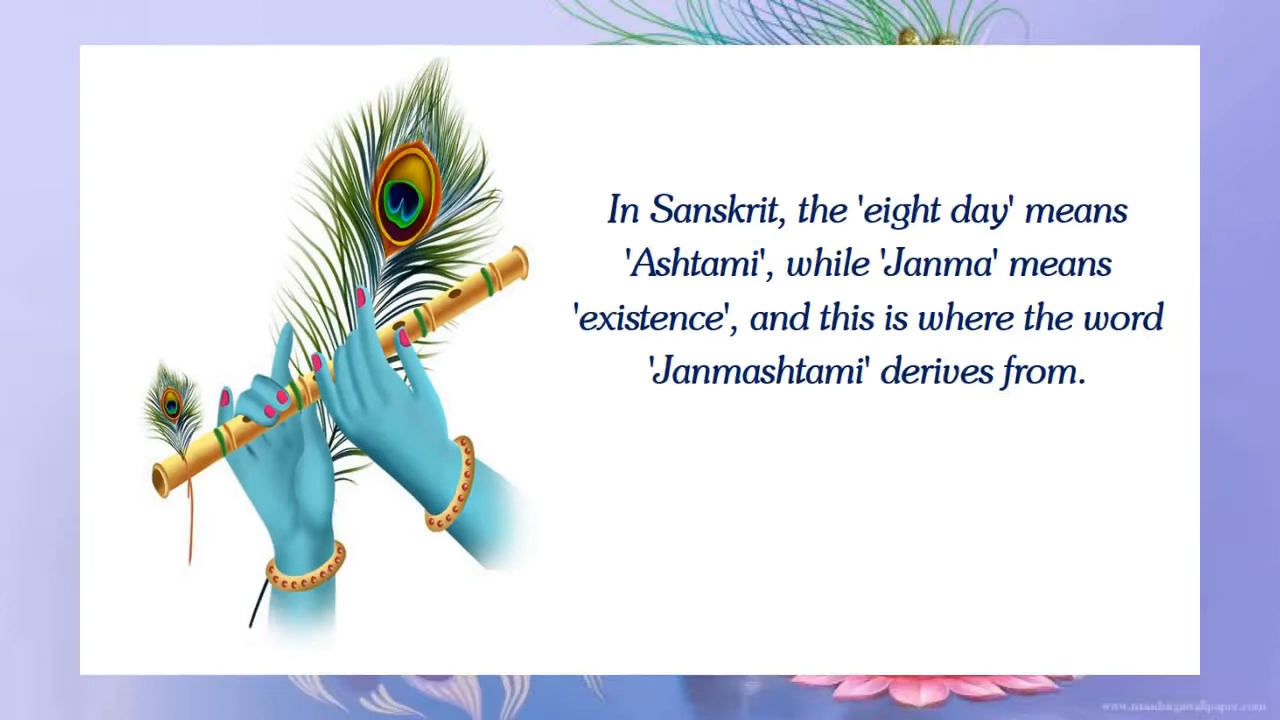 In Sanskrit, the 'eight day' means
'Ashtami', while 'Janma' means
'existence', and this is where the word
'Janmashtami' derives from.